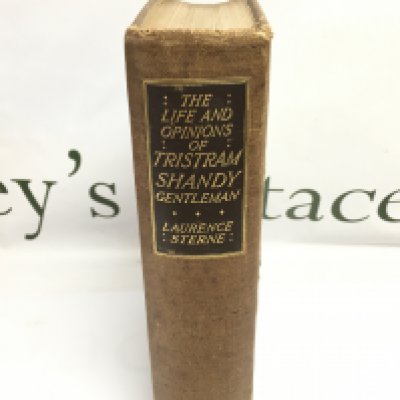 : THE :
LIFE AND
OPINIONS
: OF :
TRISTRAM
SHANDY
GENTLEMAN
LAURENCE
: STERNE :
ey's
tace